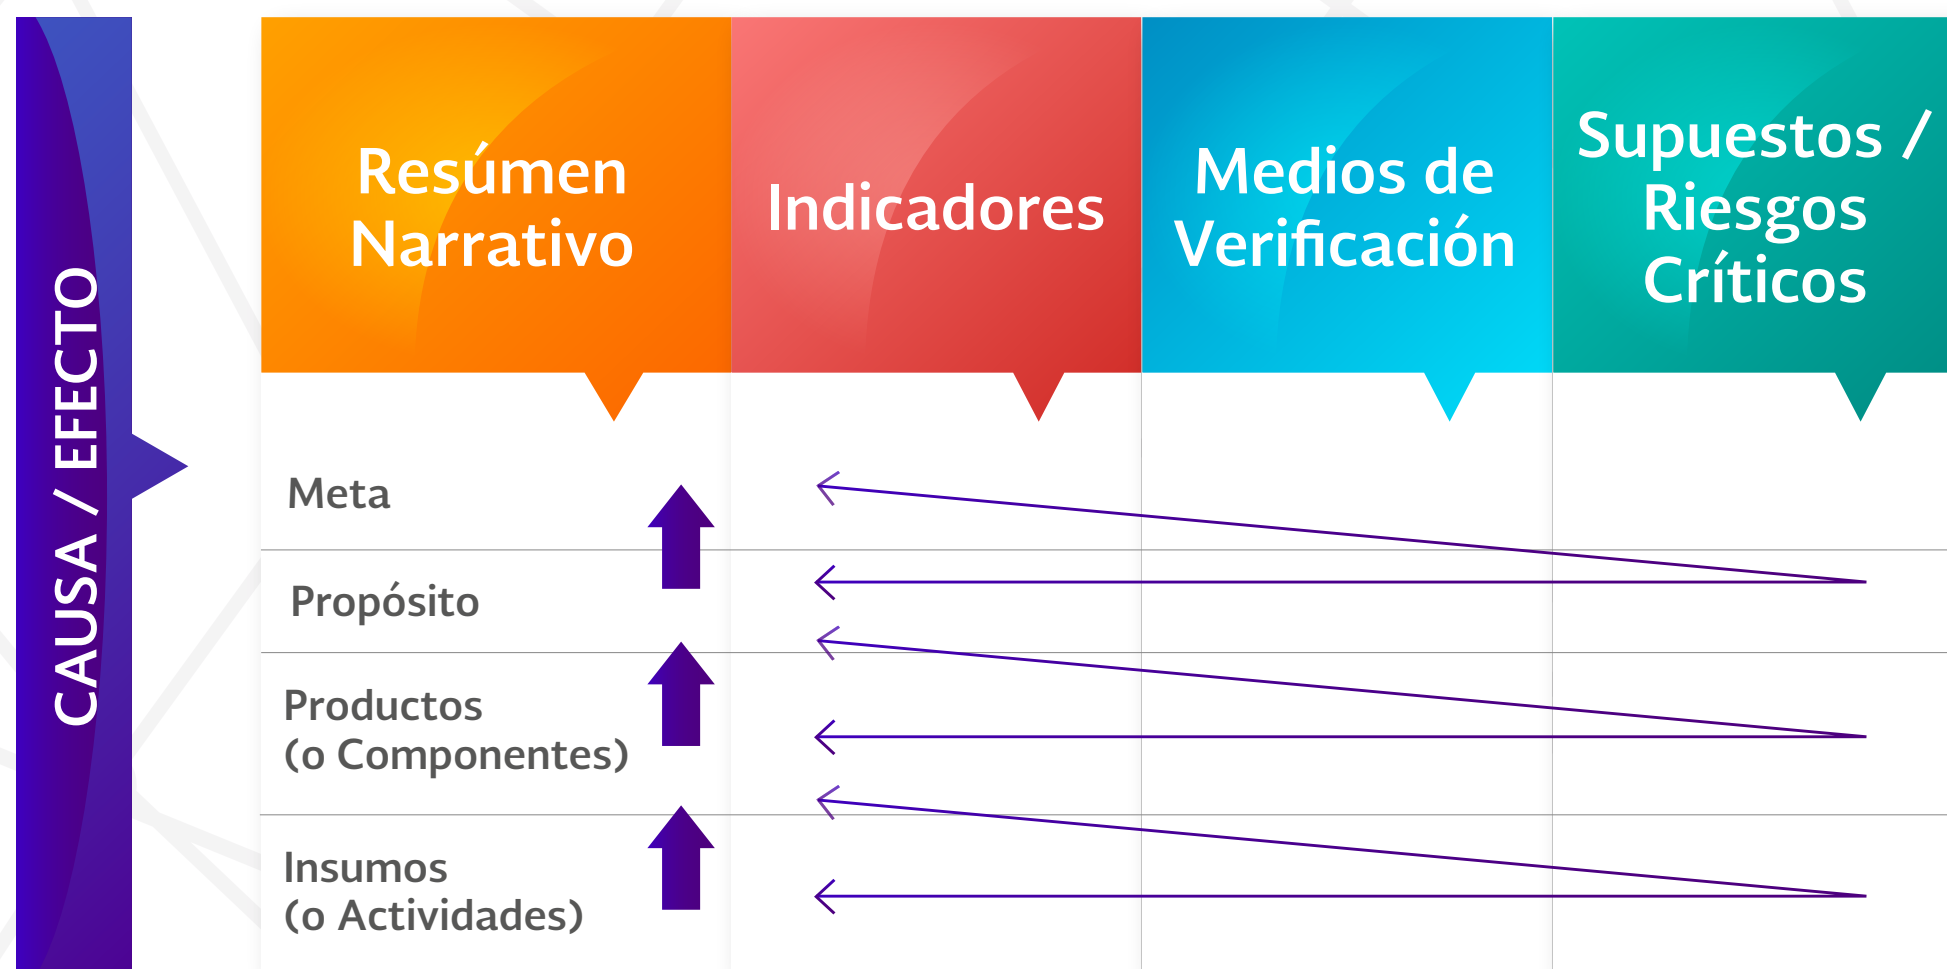 CAUSA / EFECTO
Resúmen
Narrativo
Indicadores
Medios de
Verificación
Supuestos /
Riesgos
Críticos
Meta
Propósito
Productos
(o Componentes)
Insumos
(o Actividades)